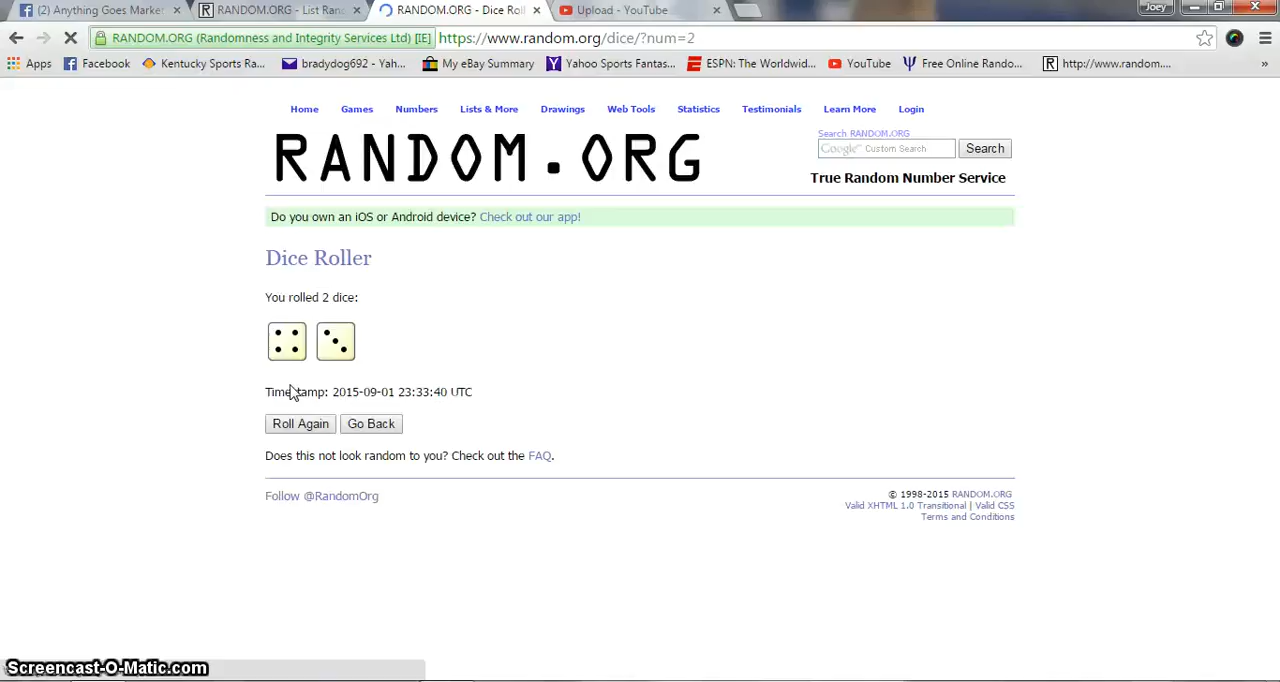 (2) Anything Goes Market
RANDOM.ORG - List Ran
RANDOM.ORG - Dice Roll
Upload - YouTube
Joey
RANDOM.ORG (Randomness and Integrity Services Ltd) [IE] https://www.random.org/dice/?num=2
Apps Facebook Kentucky Sports Ra... bradydog692 - Yah... My eBay Summary Yahoo Sports Fantas... ESPN: The Worldwid... YouTube Free Online Rando... http://www.random.... »
Home Games Numbers Lists & More Drawings Web Tools Statistics Testimonials Learn More Login
RANDOM.ORG
Search RANDOM.ORG
Google Custom Search Search
True Random Number Service
Do you own an iOS or Android device? Check out our app!
Dice Roller
You rolled 2 dice:
Timestamp: 2015-09-01 23:33:40 UTC
Roll Again Go Back
Does this not look random to you? Check out the FAQ.
Follow @RandomOrg
© 1998-2015 RANDOM.ORG
Valid XHTML 1.0 Transitional | Valid CSS
Terms and Conditions
Screencast-O-Matic.com